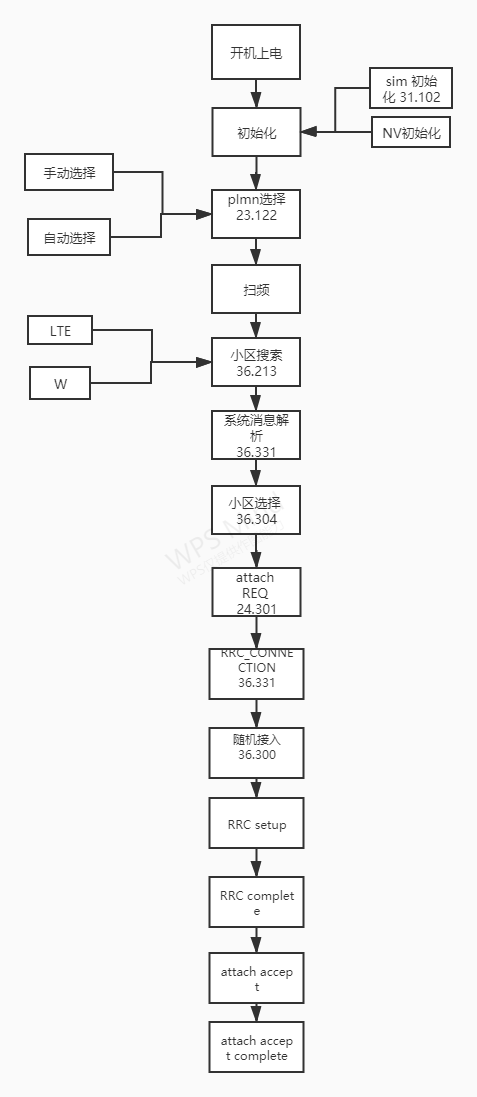 开机上电
sim 初始
化 31.102
初始化
NV初始化
手动选择
plmn选择
23.122
自动选择
扫频
LTE
小区搜索
36.213
W
系统消息解
析
36.331
小区选择
36.304
attach
REQ
24.301
RRC_CONNE
CTION
36.331
随机接入
36.300
RRC setup
RRC complet
e
attach accep
t
attach accep
t complete